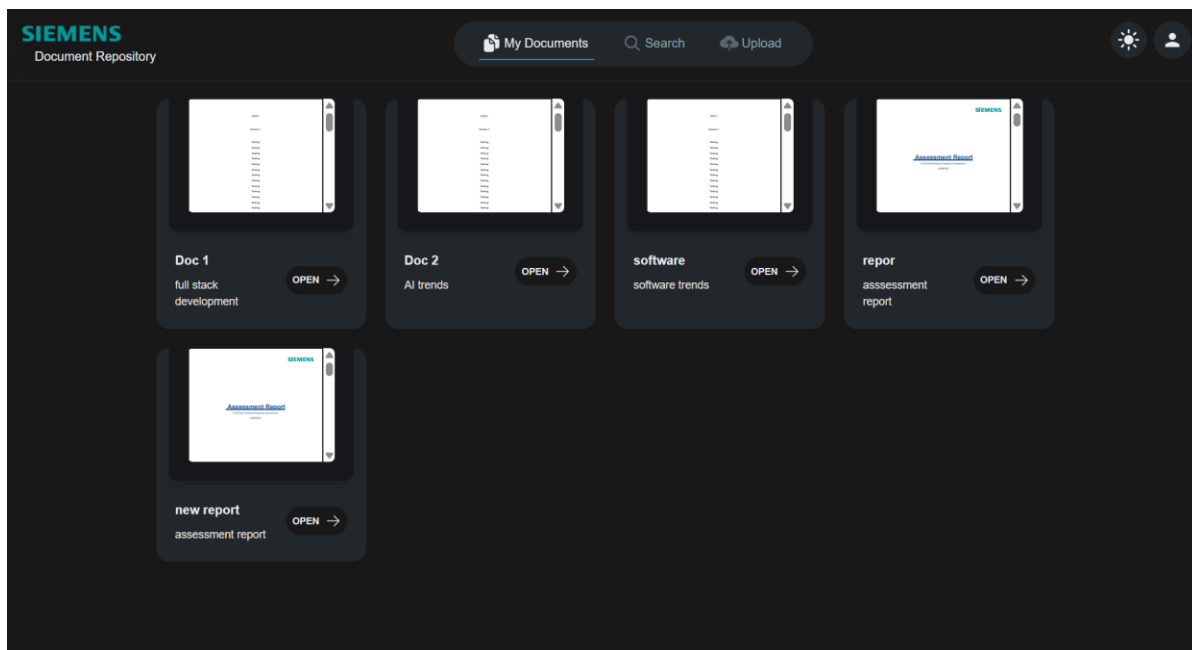 SIEMENS
Document Repository
My Documents
Search
Upload
Doc 1
full stack
development
OPEN
Doc 2
AI trends
OPEN
software
software trends
OPEN
SIEMENS
Assessment Report
repor
asssessment
report
OPEN
SIEMENS
Assessment Report
new report
assessment report
OPEN